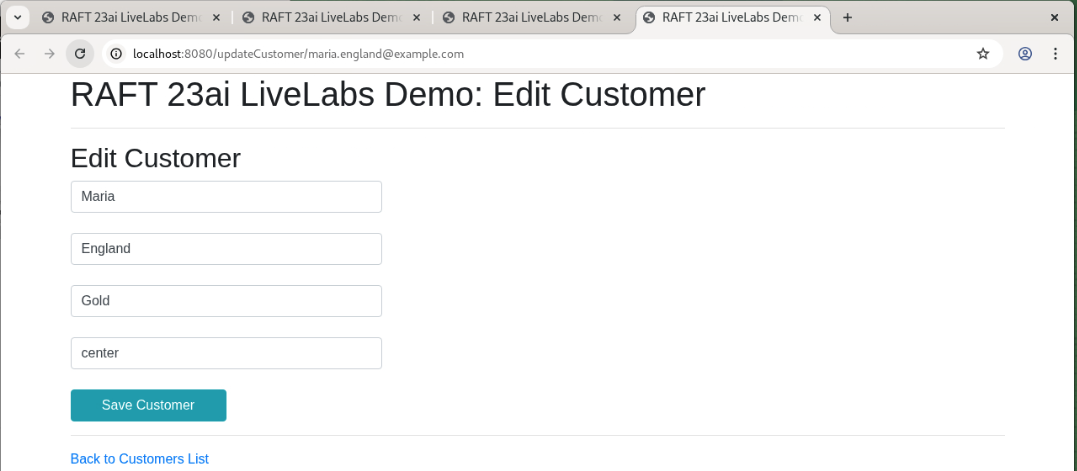 RAFT 23ai LiveLabs Demo
RAFT 23ai LiveLabs Demo
RAFT 23ai LiveLabs Demo
RAFT 23ai LiveLabs Demo
localhost:8080/updateCustomer/maria.england@example.com
RAFT 23ai LiveLabs Demo: Edit Customer
Edit Customer
Maria
England
Gold
center
Save Customer
Back to Customers List